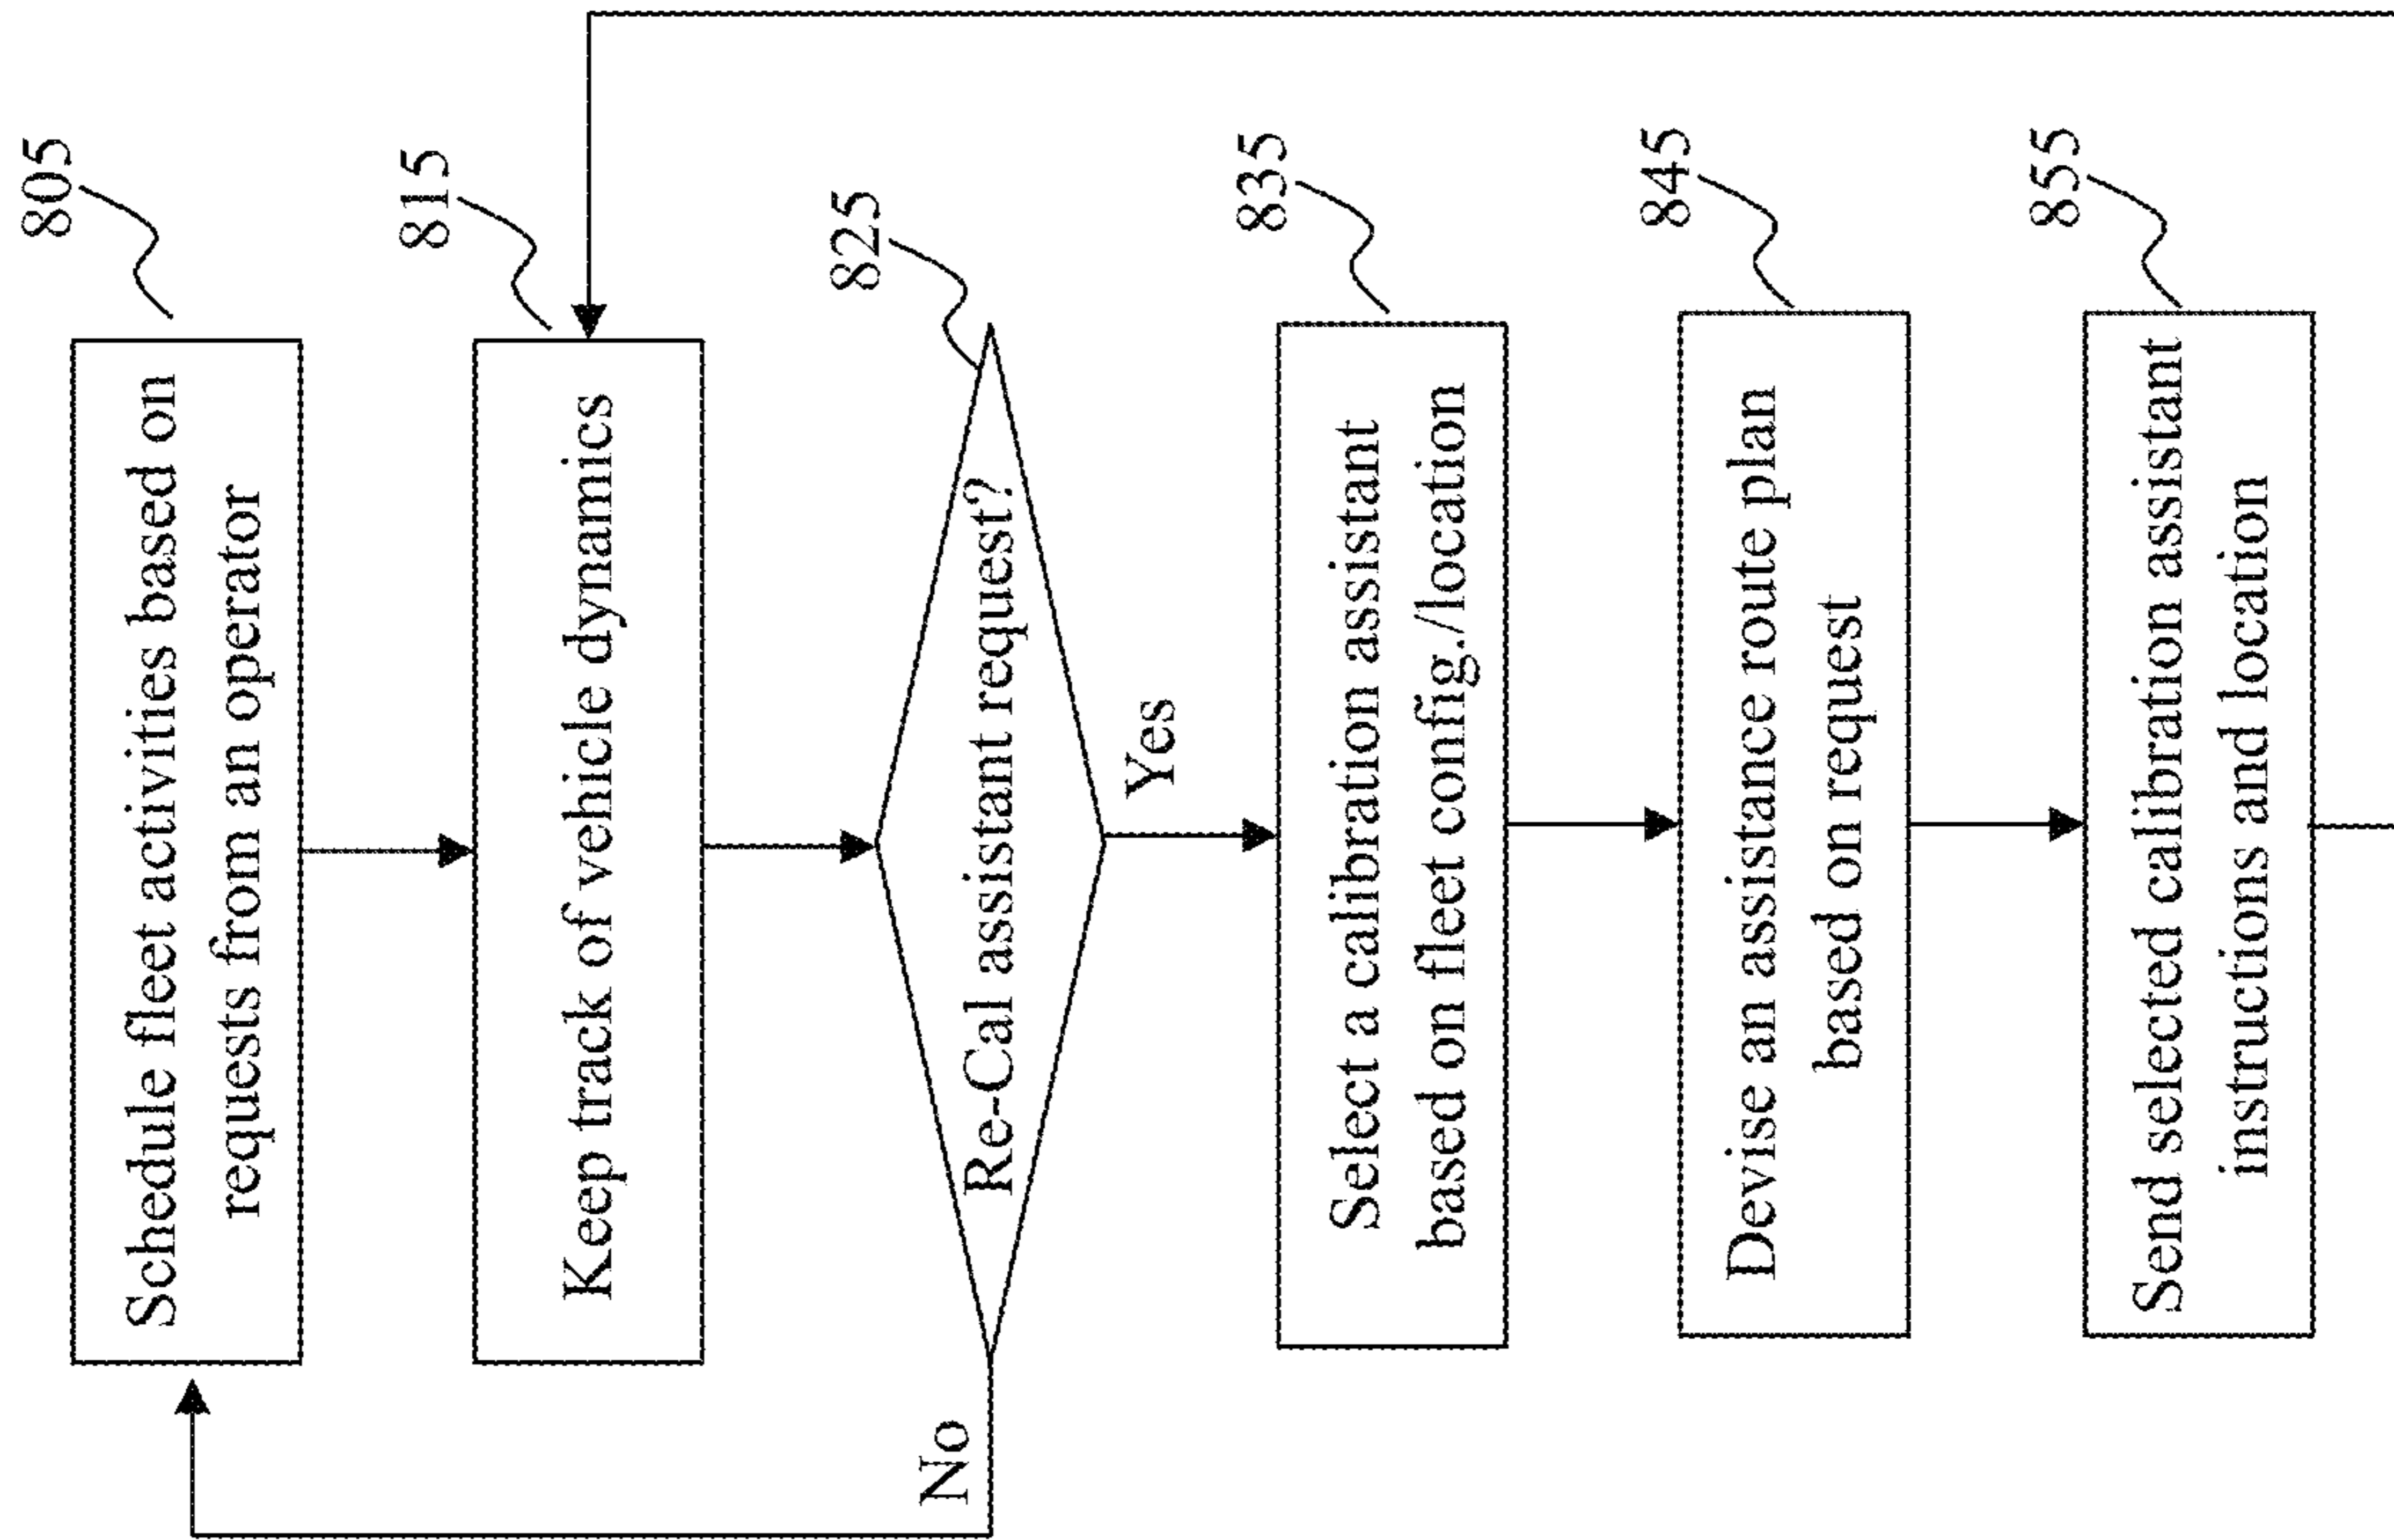 805
Schedule fleet activities based on
requests from an operator
815
Keep track of vehicle dynamics
825
Re-Cal assistant request?
No
Yes
835
Select a calibration assistant
based on fleet config./location
845
Devise an assistance route plan
based on request
855
Send selected calibration assistant
instructions and location